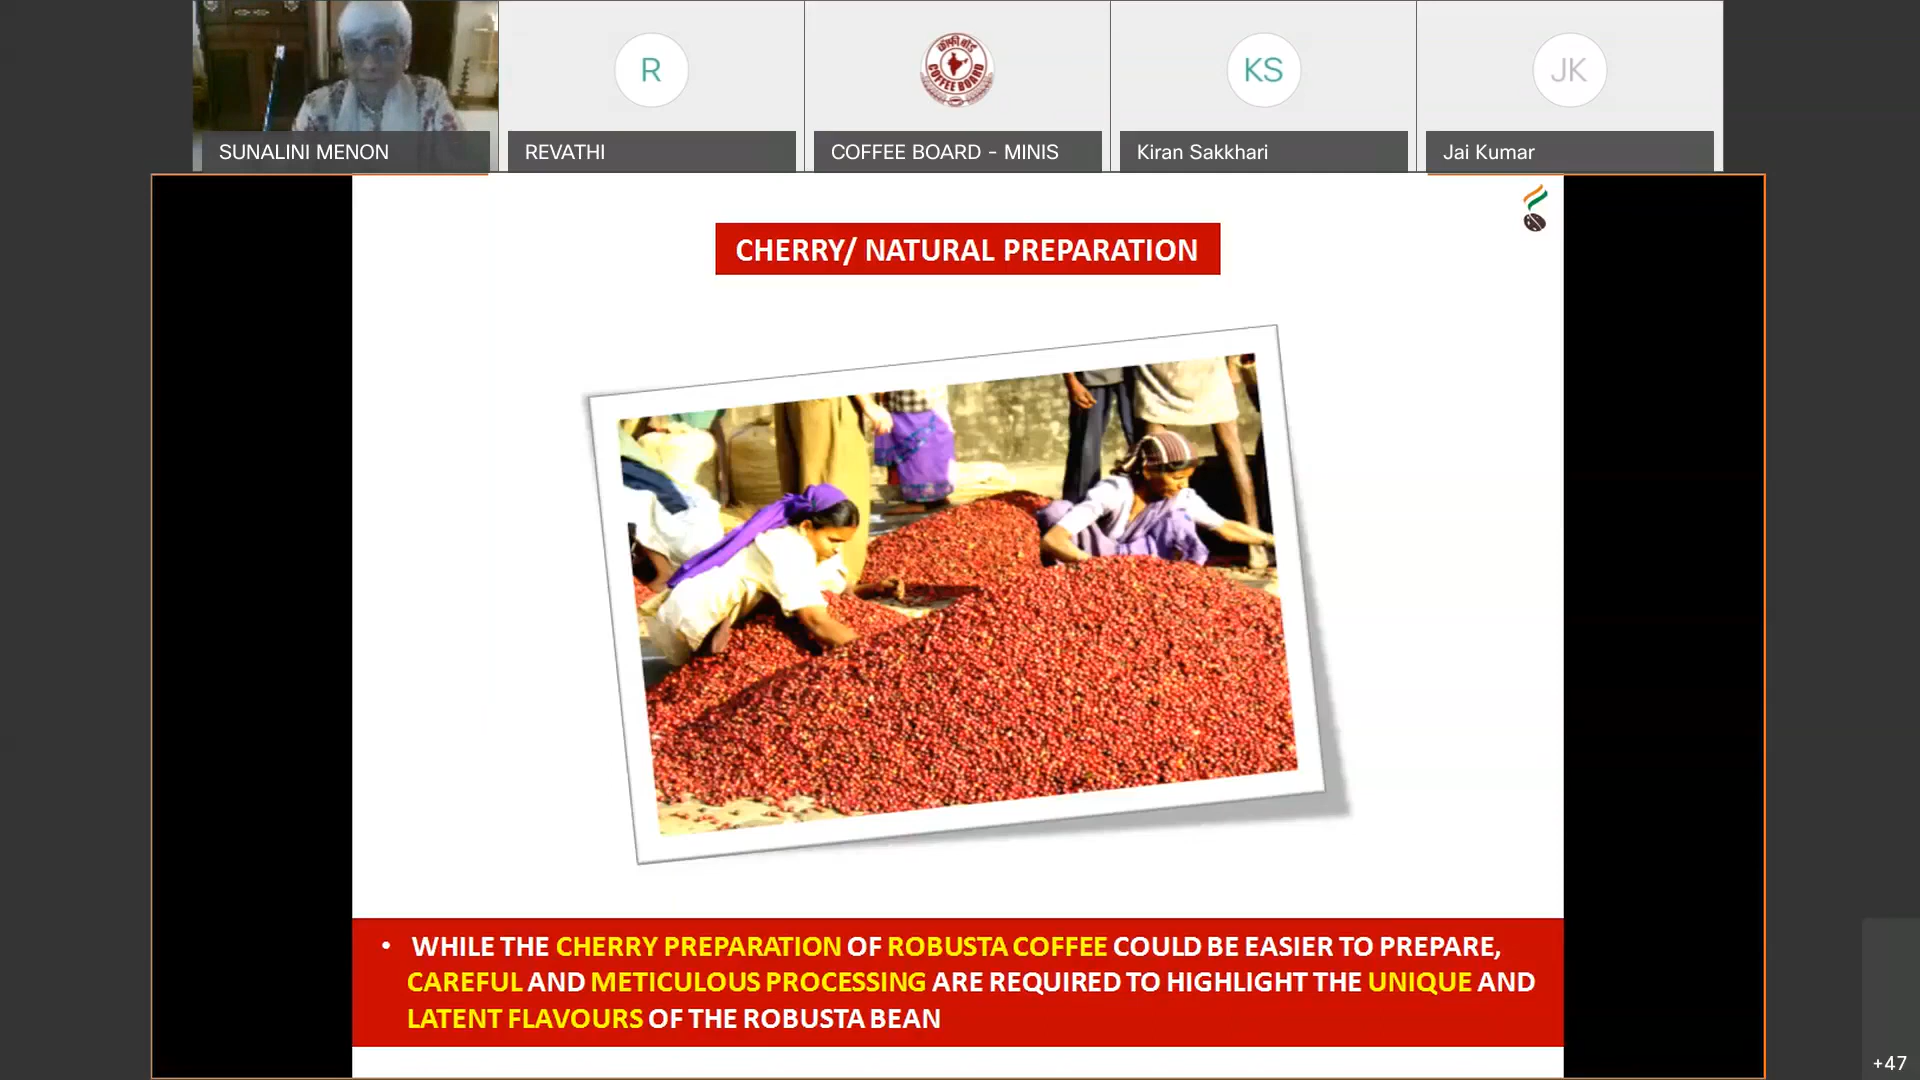 R
कॉफी बोर्ड
COFFEE BOARD
KS
JK
SUNALINI MENON
REVATHI
COFFEE BOARD - MINIS
Kiran Sakkhari
Jai Kumar
CHERRY/ NATURAL PREPARATION
• WHILE THE CHERRY PREPARATION OF ROBUSTA COFFEE COULD BE EASIER TO PREPARE,
CAREFUL AND METICULOUS PROCESSING ARE REQUIRED TO HIGHLIGHT THE UNIQUE AND
LATENT FLAVOURS OF THE ROBUSTA BEAN
+47